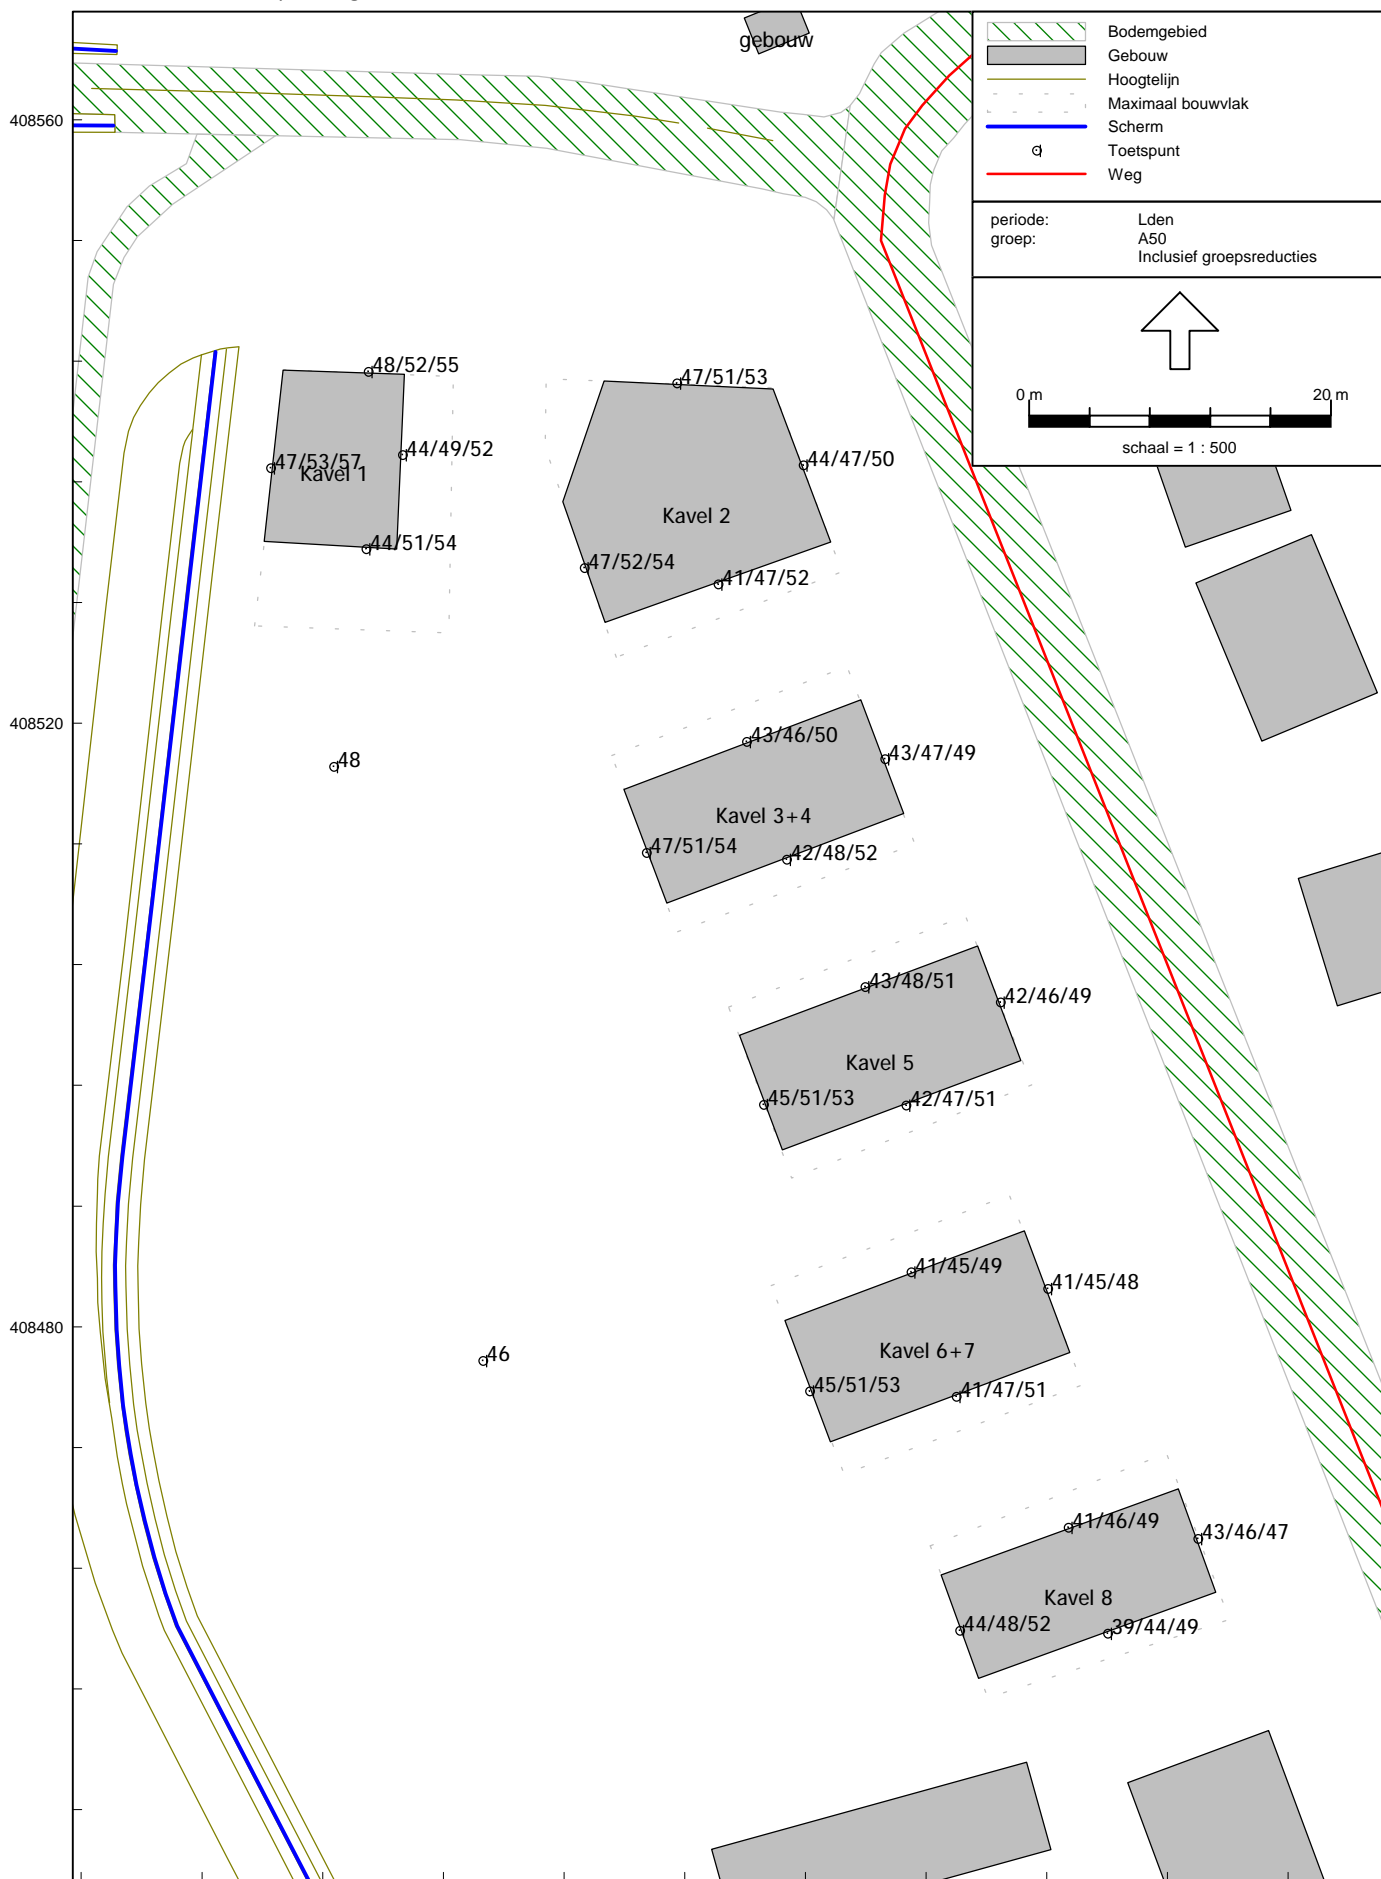 gebouw
Bodemgebied
Gebouw
Hoogtelijn
Maximaal bouwvlak
Scherm
Toetspunt
Weg
periode: Lden
groep: A50
Inclusief groepsreducties
0 m 20 m
schaal = 1 : 500
408560
48/52/55
47/51/53
44/49/52
47/53/57
Kavel 1
44/47/50
Kavel 2
44/51/54
47/52/54
41/47/52
408520
43/46/50
43/47/49
48
Kavel 3+4
47/51/54
42/48/52
43/48/51
42/46/49
Kavel 5
45/51/53
42/47/51
41/45/49
41/45/48
408480
46
Kavel 6+7
45/51/53
41/47/51
41/46/49
43/46/47
Kavel 8
44/48/52
39/44/49